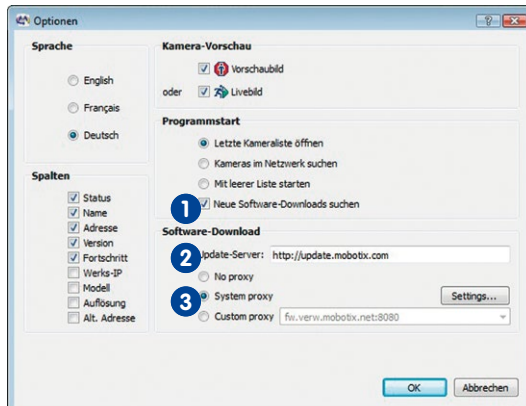 Optionen
Sprache
English
Français
Deutsch
Spalten
Status
Name
Adresse
Version
Fortschritt
Werks-IP
Modell
Auflösung
Alt. Adresse
Kamera-Vorschau
Vorschaubild
oder
Livebild
Programmstart
Letzte Kameraliste öffnen
Kameras im Netzwerk suchen
Mit leerer Liste starten
1 Neue Software-Downloads suchen
Software-Download
2 Update-Server: http://update.mobotix.com
No proxy
3 System proxy Settings...
Custom proxy fw.verw.mobotix.net:8080
OK Abbrechen